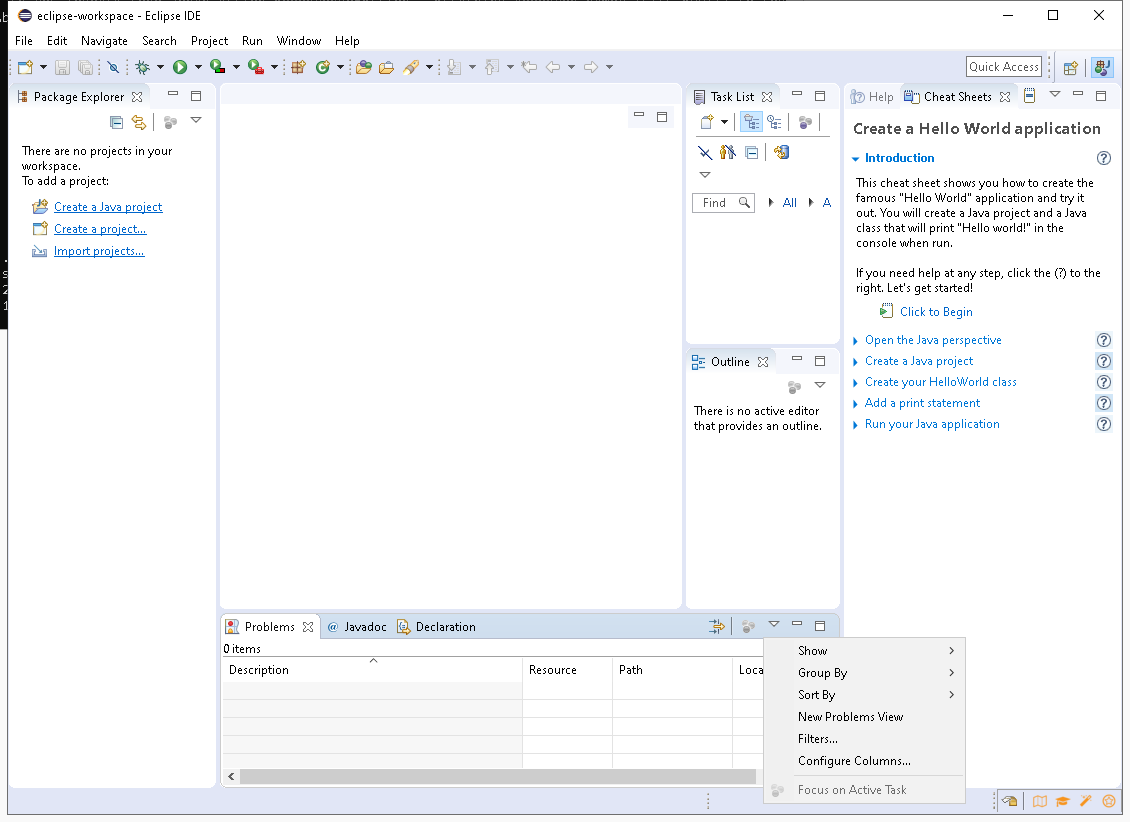 eclipse-workspace - Eclipse IDE
File Edit Navigate Search Project Run Window Help
Quick Access
Package Explorer
There are no projects in your
workspace.
To add a project:
Create a Java project
Create a project...
Import projects...
Task List
Find All A
Outline
There is no active editor
that provides an outline.
Help Cheat Sheets
Create a Hello World application
Introduction
This cheat sheet shows you how to create the
famous "Hello World" application and try it
out. You will create a Java project and a Java
class that will print "Hello world!" in the
console when run.
If you need help at any step, click the (?) to the
right. Let's get started!
Click to Begin
Open the Java perspective
Create a Java project
Create your HelloWorld class
Add a print statement
Run your Java application
Problems @ Javadoc Declaration
0 items
Description Resource Path Loca
Show
Group By
Sort By
New Problems View
Filters...
Configure Columns...
Focus on Active Task